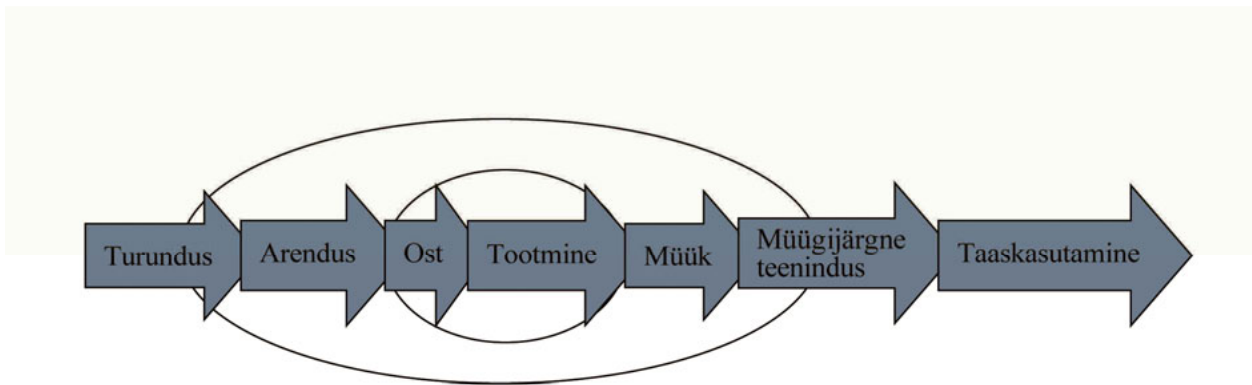 Turundus
Arendus
Ost
Tootmine
Müük
Müügijärgne
teenindus
Taaskasutamine